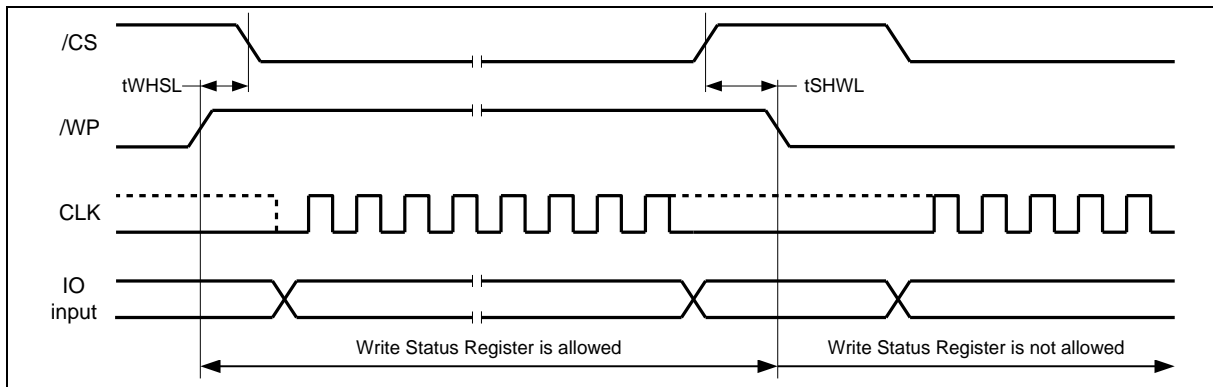 /CS
tWHSL
tSHWL
/WP
CLK
IO
input
Write Status Register is allowed
Write Status Register is not allowed